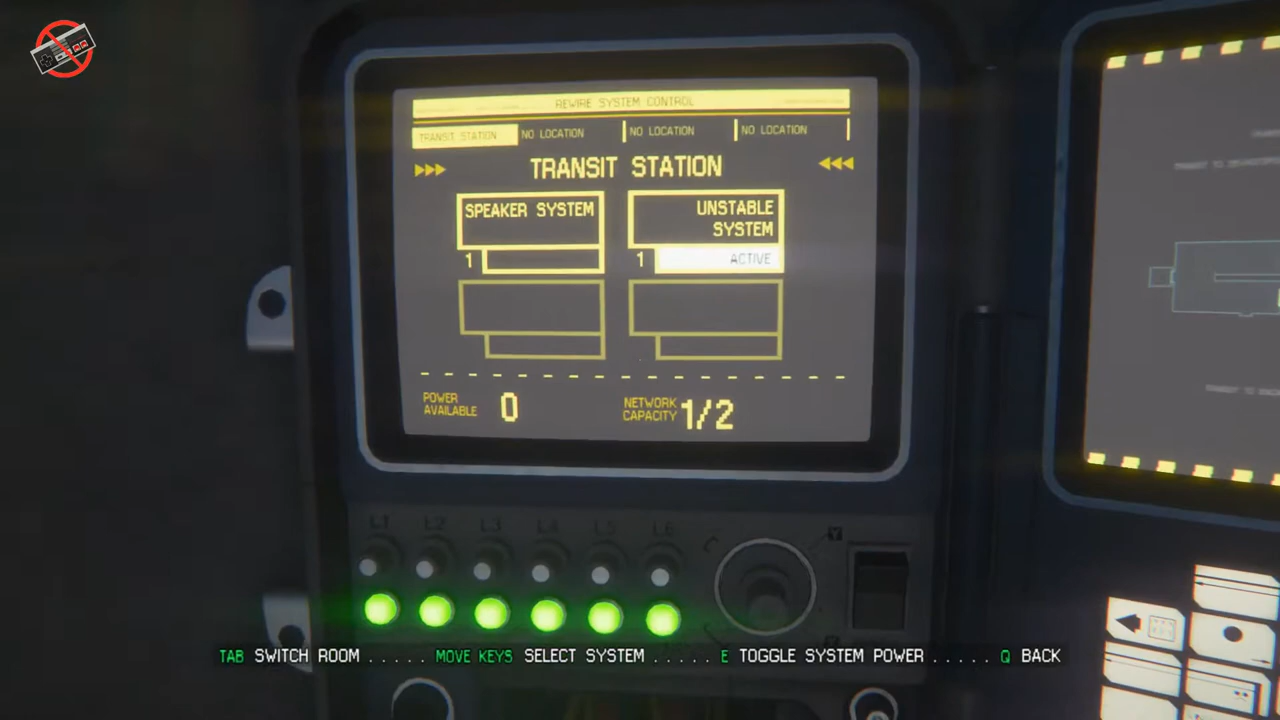 REWIRE SYSTEM CONTROL
TRANSIT STATION NO LOCATION NO LOCATION NO LOCATION
TRANSIT STATION
SPEAKER SYSTEM
1
UNSTABLE
SYSTEM
1 ACTIVE
POWER
AVAILABLE 0
NETWORK
CAPACITY 1/2
L1 L2 L3 L4 L5 L6
TAB SWITCH ROOM ..... MOVE KEYS SELECT SYSTEM ..... E TOGGLE SYSTEM POWER ..... Q BACK